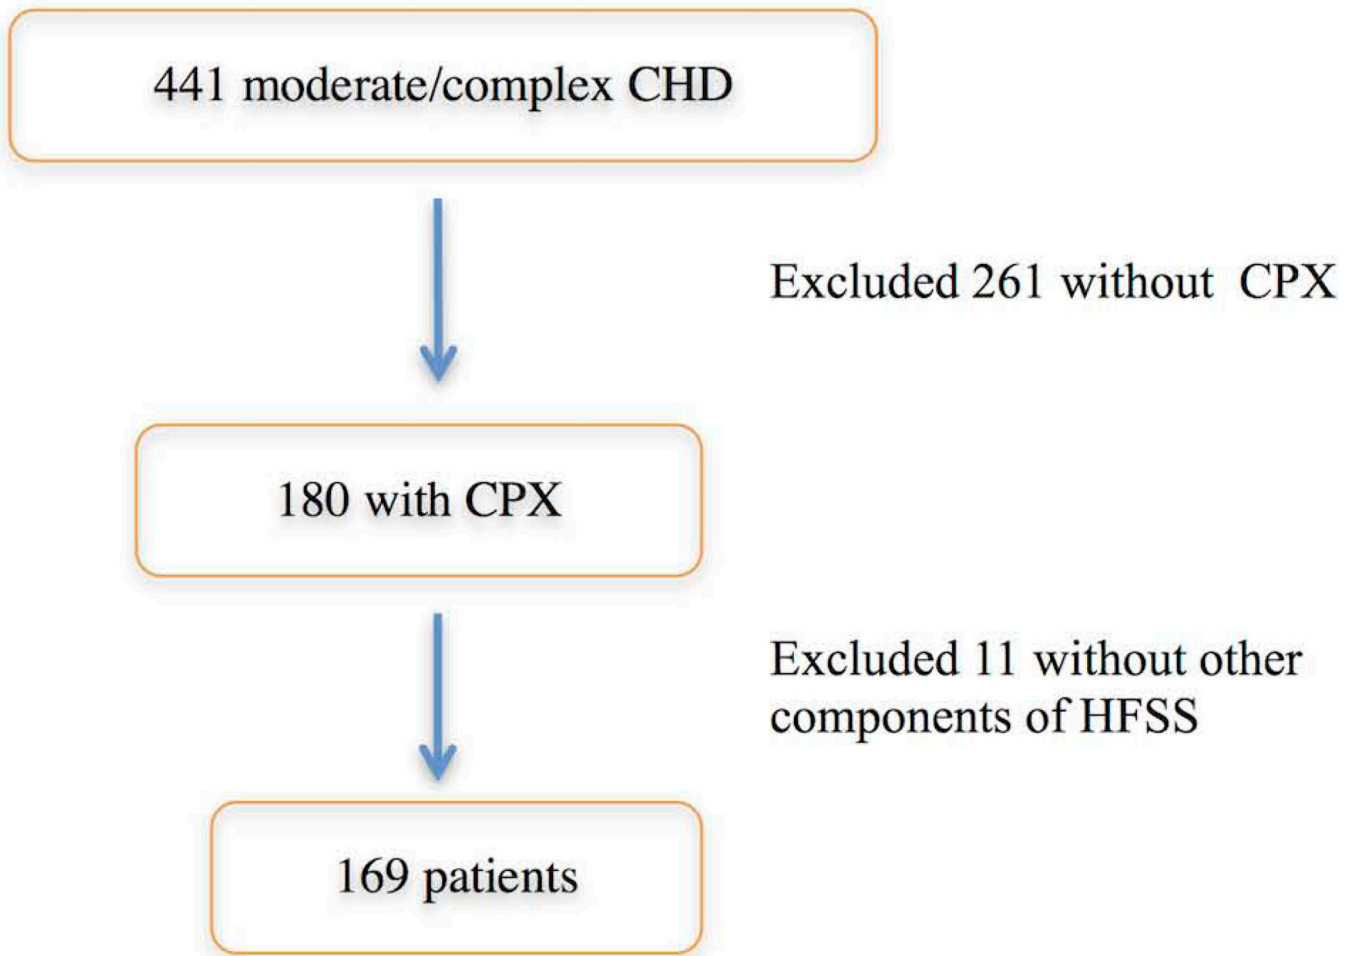 441 moderate/complex CHD
Excluded 261 without CPX
180 with CPX
Excluded 11 without other
components of HFSS
169 patients